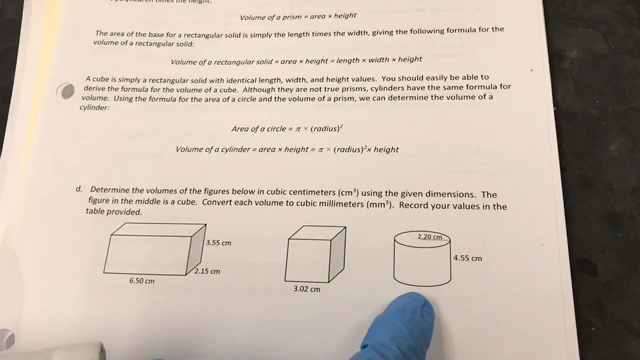 times the height.
Volume of a prism = area × height
The area of the base for a rectangular solid is simply the length times the width, giving the following formula for the
volume of a rectangular solid:
Volume of a rectangular solid = area × height = length × width × height
A cube is simply a rectangular solid with identical length, width, and height values. You should easily be able to
derive the formula for the volume of a cube. Although they are not true prisms, cylinders have the same formula for
volume. Using the formula for the area of a circle and the volume of a prism, we can determine the volume of a
cylinder:
Area of a circle = π × (radius)²
Volume of a cylinder = area × height = π × (radius)²× height
d. Determine the volumes of the figures below in cubic centimeters (cm³) using the given dimensions. The
figure in the middle is a cube. Convert each volume to cubic millimeters (mm³). Record your values in the
table provided.
3.55 cm
2.15 cm
6.50 cm
3.02 cm
2.20 cm
4.55 cm